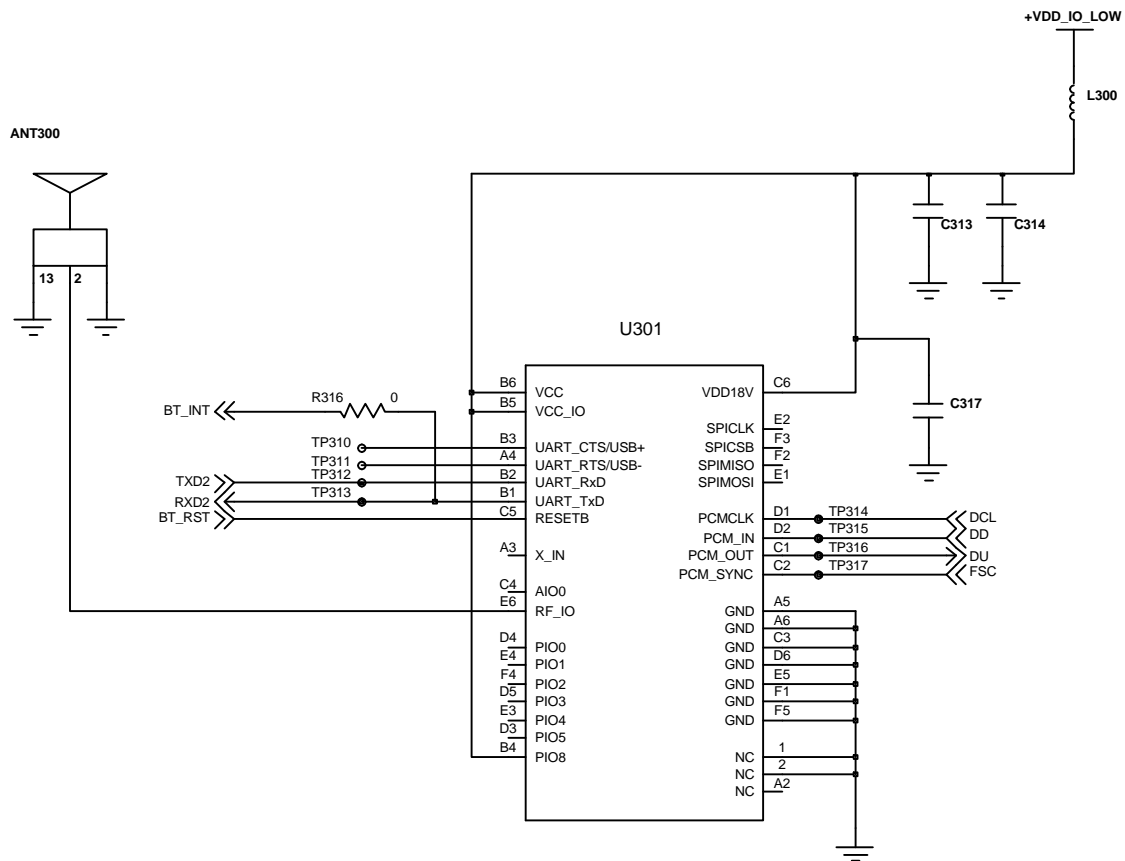 +VDD_IO_LOW
L300
ANT300
C313
C314
13
2
U301
C317
BT_INT
R316
0
TP310
TP311
TXD2
TP312
RXD2
TP313
BT_RST
B6
VCC
B5
VCC_IO
B3
UART_CTS/USB+
A4
UART_RTS/USB-
B2
UART_RxD
B1
UART_TxD
C5
RESETB
A3
X_IN
C4
AIO0
E6
RF_IO
D4
PIO0
E4
PIO1
F4
PIO2
D5
PIO3
E3
PIO4
D3
PIO5
B4
PIO8
VDD18V
C6
SPICLK
E2
SPICSB
F3
SPIMISO
F2
SPIMOSI
E1
PCMCLK
D1
TP314
DCL
PCM_IN
D2
TP315
DD
PCM_OUT
C1
TP316
DU
PCM_SYNC
C2
TP317
FSC
GND
A5
GND
A6
GND
C3
GND
D6
GND
E5
GND
F1
GND
F5
NC
1
NC
2
NC
A2